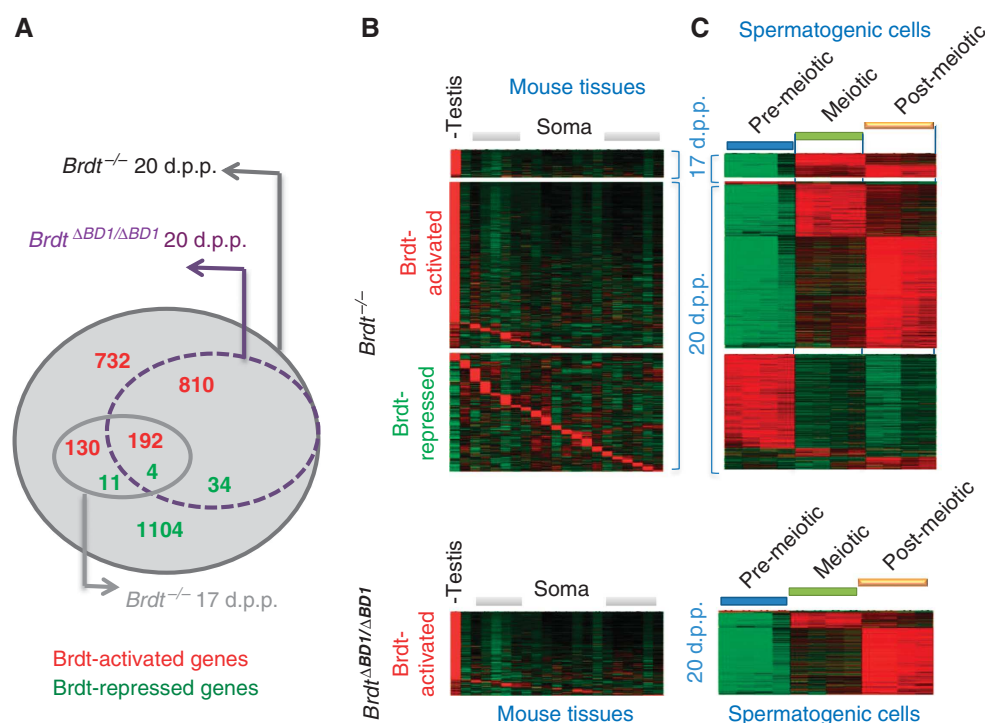 A
Brdt−/− 20 d.p.p.
Brdt ΔBD1/ΔBD1 20 d.p.p.
732
810
130
192
11
4
34
1104
Brdt−/− 17 d.p.p.
Brdt-activated genes
Brdt-repressed genes
B
Mouse tissues
-Testis
Soma
Brdt−/−
Brdt-
activated
Brdt-
repressed
17 d.p.p.
20 d.p.p.
C
Spermatogenic cells
Pre-meiotic
Meiotic
Post-meiotic
BrdtΔBD1/ΔBD1
Brdt-
activated
-Testis
Soma
Mouse tissues
20 d.p.p.
Pre-meiotic
Meiotic
Post-meiotic
Spermatogenic cells